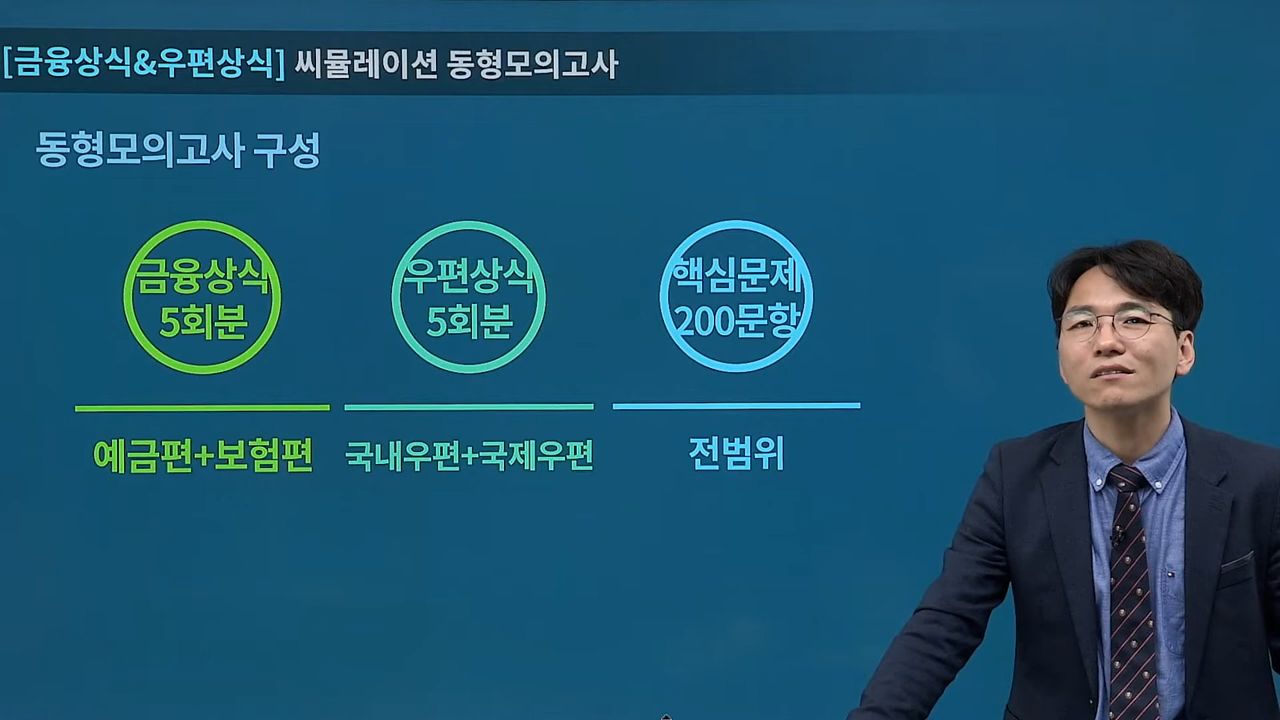 [금융상식&우편상식] 씨뮬레이션 동형모의고사
동형모의고사 구성
금융상식
5회분
우편상식
5회분
핵심문제
200문항
예금편+보험편
국내우편+국제우편
전범위